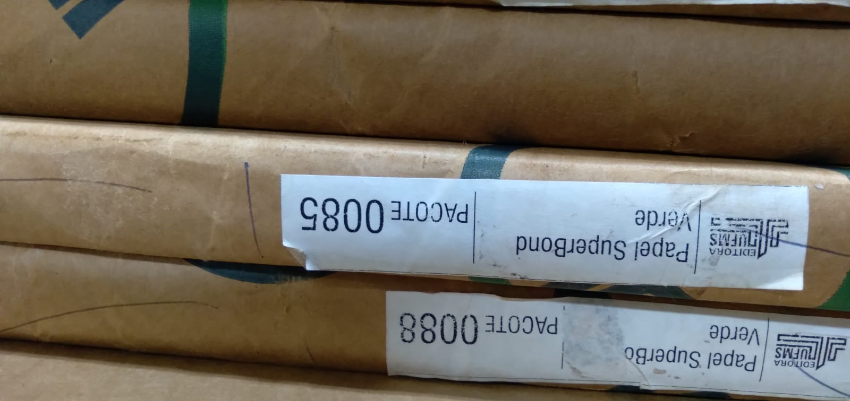 EDITORA
UFMS
Papel SuperBond
Verde
PACOTE 0085
EDITORA
UFMS
Papel SuperBo
Verde
PACOTE 0088